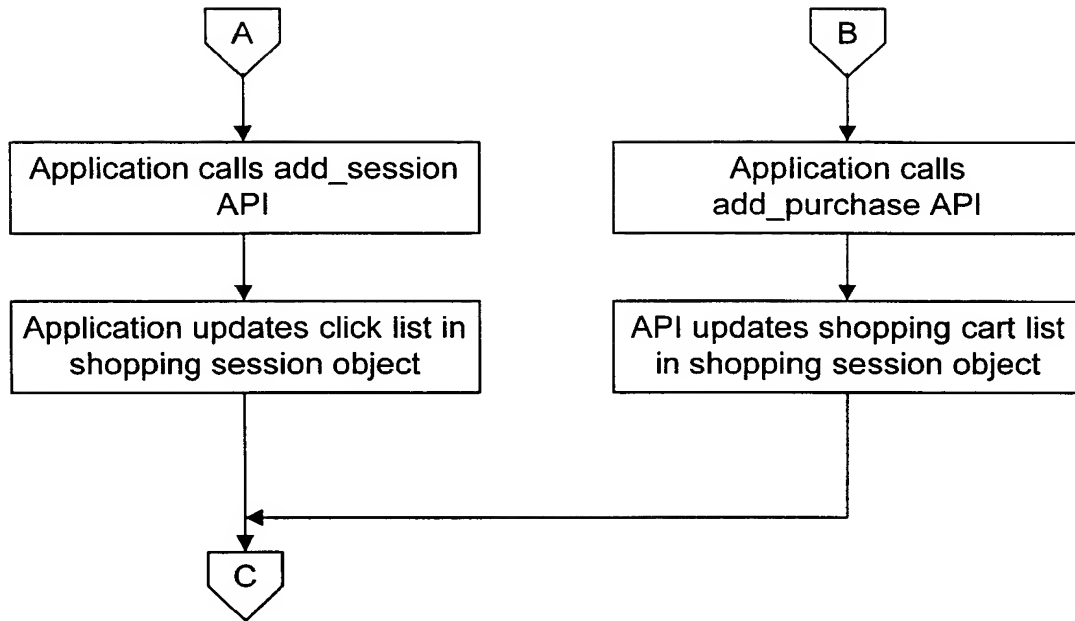 A
B
Application calls add_session
API
Application calls
add_purchase API
Application updates click list in
shopping session object
API updates shopping cart list
in shopping session object
C